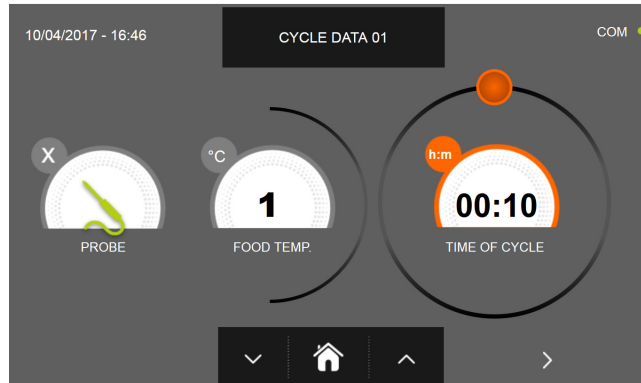 10/04/2017 - 16:46
CYCLE DATA 01
COM
X
PROBE
°C
1
FOOD TEMP.
h:m
00:10
TIME OF CYCLE